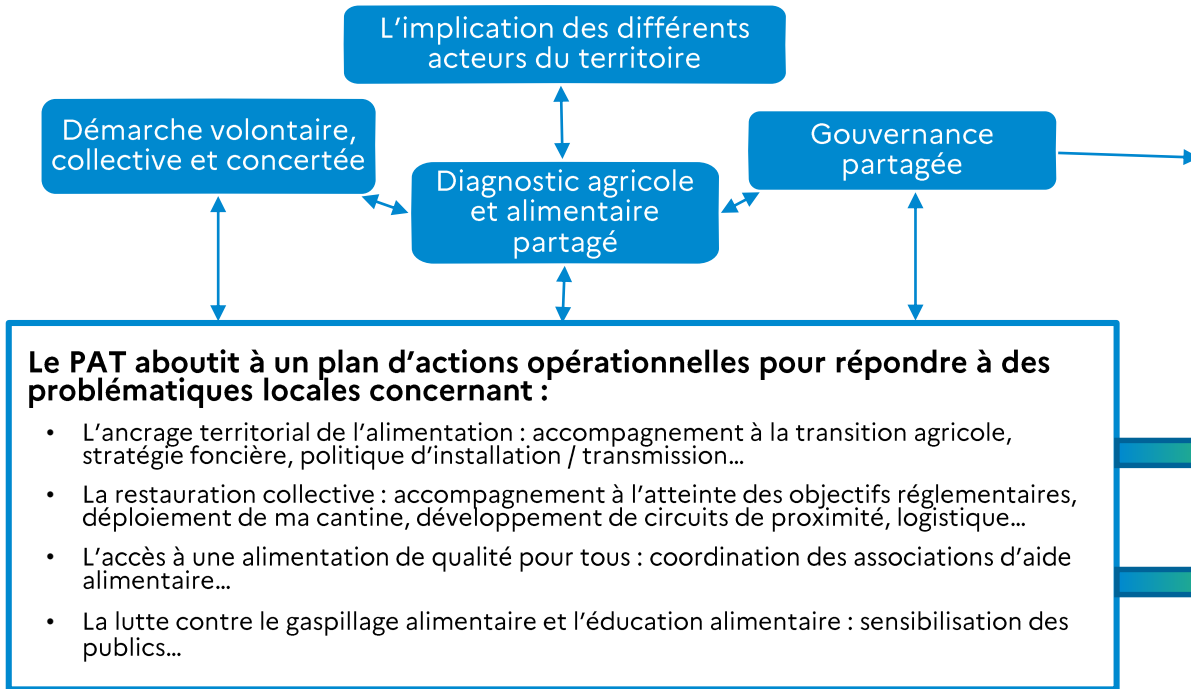 L’implication des différents
acteurs du territoire
Démarche volontaire,
collective et concertée
Gouvernance
partagée
Diagnostic agricole
et alimentaire
partagé
Le PAT aboutit à un plan d’actions opérationnelles pour répondre à des
problématiques locales concernant :
• L’ancrage territorial de l’alimentation : accompagnement à la transition agricole,
stratégie foncière, politique d’installation / transmission…
• La restauration collective : accompagnement à l’atteinte des objectifs réglementaires,
déploiement de ma cantine, développement de circuits de proximité, logistique…
• L’accès à une alimentation de qualité pour tous : coordination des associations d’aide
alimentaire…
• La lutte contre le gaspillage alimentaire et l’éducation alimentaire : sensibilisation des
publics…